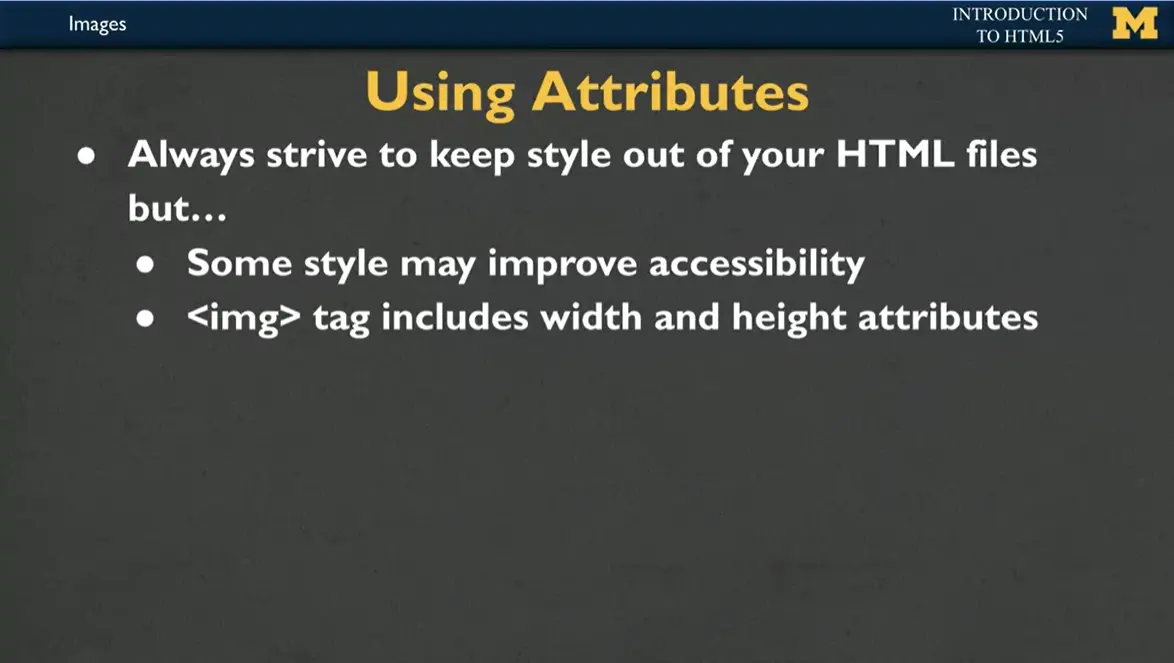 Images
INTRODUCTION
TO HTML5
M
Using Attributes
● Always strive to keep style out of your HTML files
but...
● Some style may improve accessibility
● <img> tag includes width and height attributes